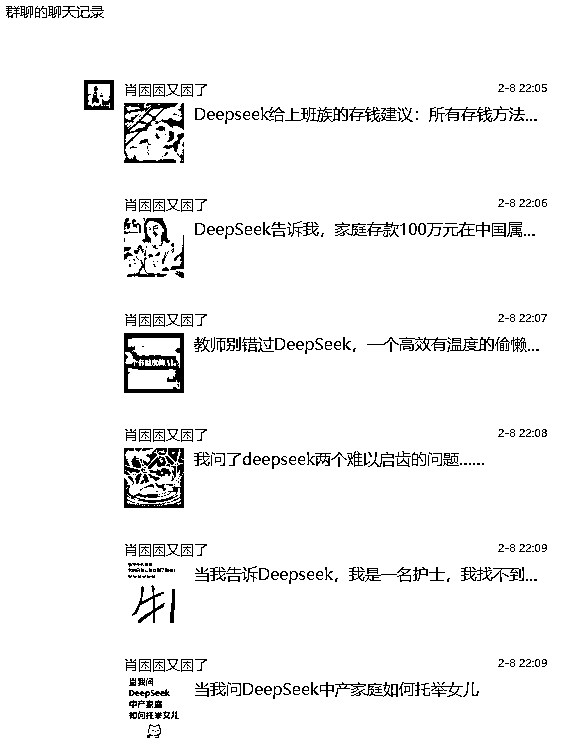 群聊的聊天记录
肖困困又困了
2-8 22:05
Deepseek给上班族的存钱建议：所有存钱方法...
肖困困又困了
2-8 22:06
DeepSeek告诉我，家庭存款100万元在中国属...
肖困困又困了
2-8 22:07
教师别错过DeepSeek，一个高效有温度的偷懒...
肖困困又困了
2-8 22:08
我问了deepseek两个难以启齿的问题......
肖困困又困了
2-8 22:09
当我告诉Deepseek，我是一名护士，我找不到...
肖困困又困了
2-8 22:09
当我问DeepSeek中产家庭如何托举女儿
当我问
DeepSeek
中产家庭
如何托举女儿